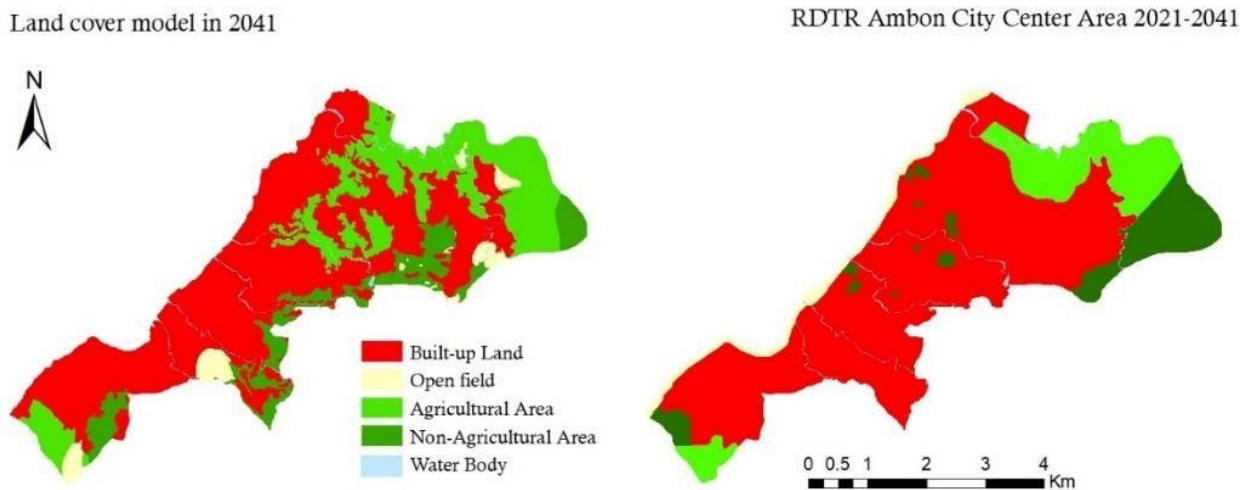 Land cover model in 2041
RDTR Ambon City Center Area 2021-2041
N
Built-up Land
Open field
Agricultural Area
Non-Agricultural Area
Water Body
0 0.5 1 2 3 4
Km